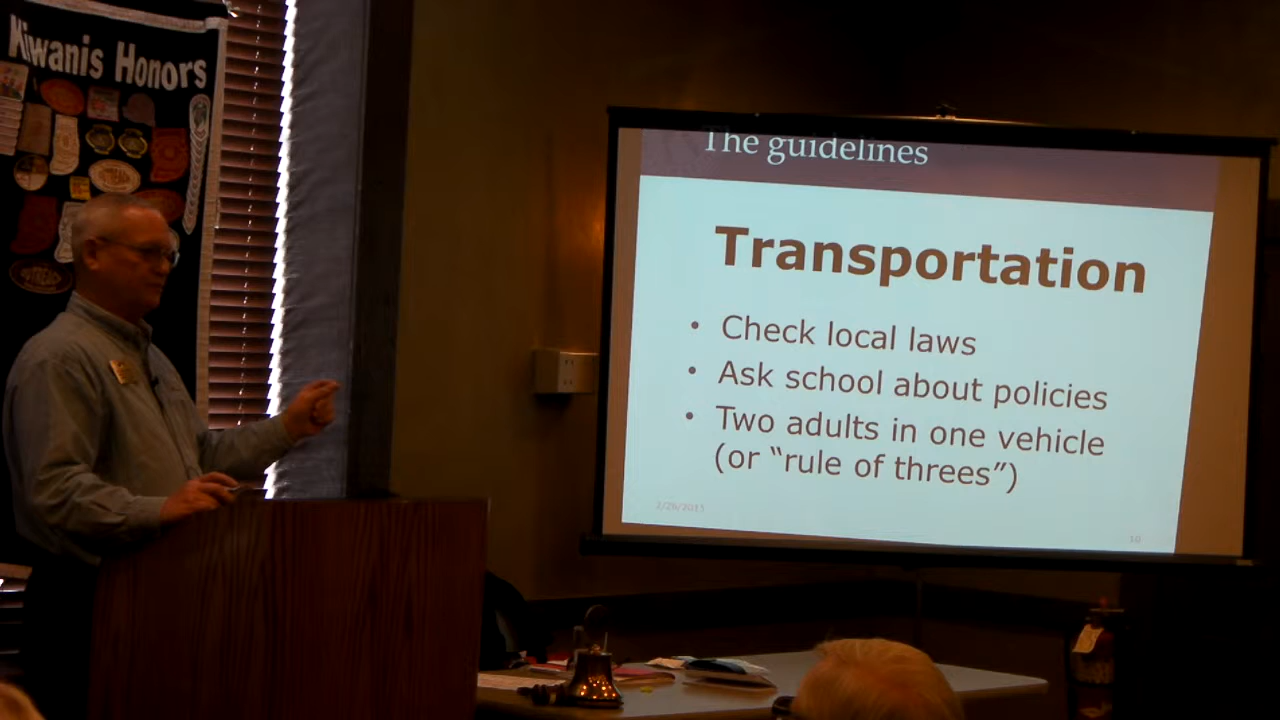 Kiwanis Honors
The guidelines
Transportation
• Check local laws
• Ask school about policies
• Two adults in one vehicle
(or “rule of threes”)
10